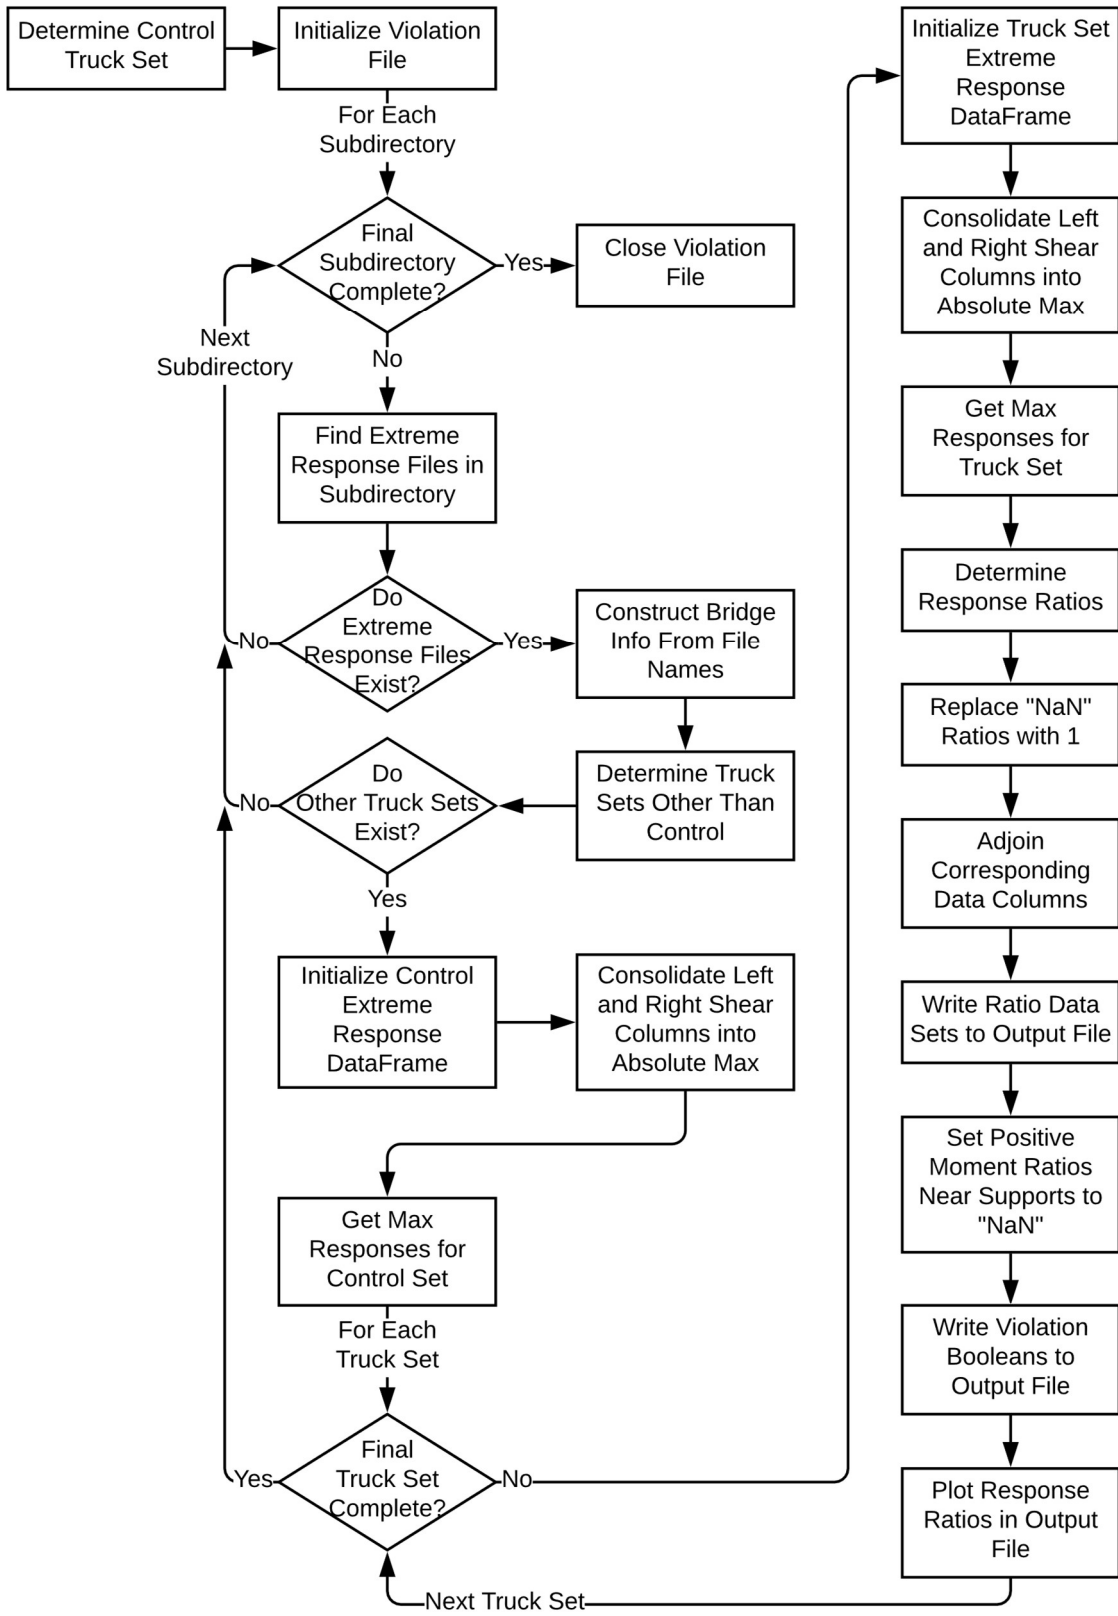 Determine Control
Truck Set
Initialize Violation
File
For Each
Subdirectory
Final
Subdirectory
Complete?
Yes
Close Violation
File
Next
Subdirectory
No
Find Extreme
Response Files in
Subdirectory
Do
Extreme
Response Files
Exist?
No
Yes
Construct Bridge
Info From File
Names
Determine Truck
Sets Other Than
Control
Do
Other Truck Sets
Exist?
No
Yes
Initialize Control
Extreme
Response
DataFrame
Consolidate Left
and Right Shear
Columns into
Absolute Max
Get Max
Responses for
Control Set
For Each
Truck Set
Final
Truck Set
Complete?
Yes
No
Initialize Truck Set
Extreme
Response
DataFrame
Consolidate Left
and Right Shear
Columns into
Absolute Max
Get Max
Responses for
Truck Set
Determine
Response Ratios
Replace "NaN"
Ratios with 1
Adjoin
Corresponding
Data Columns
Write Ratio Data
Sets to Output File
Set Positive
Moment Ratios
Near Supports to
"NaN"
Write Violation
Booleans to
Output File
Plot Response
Ratios in Output
File
Next Truck Set